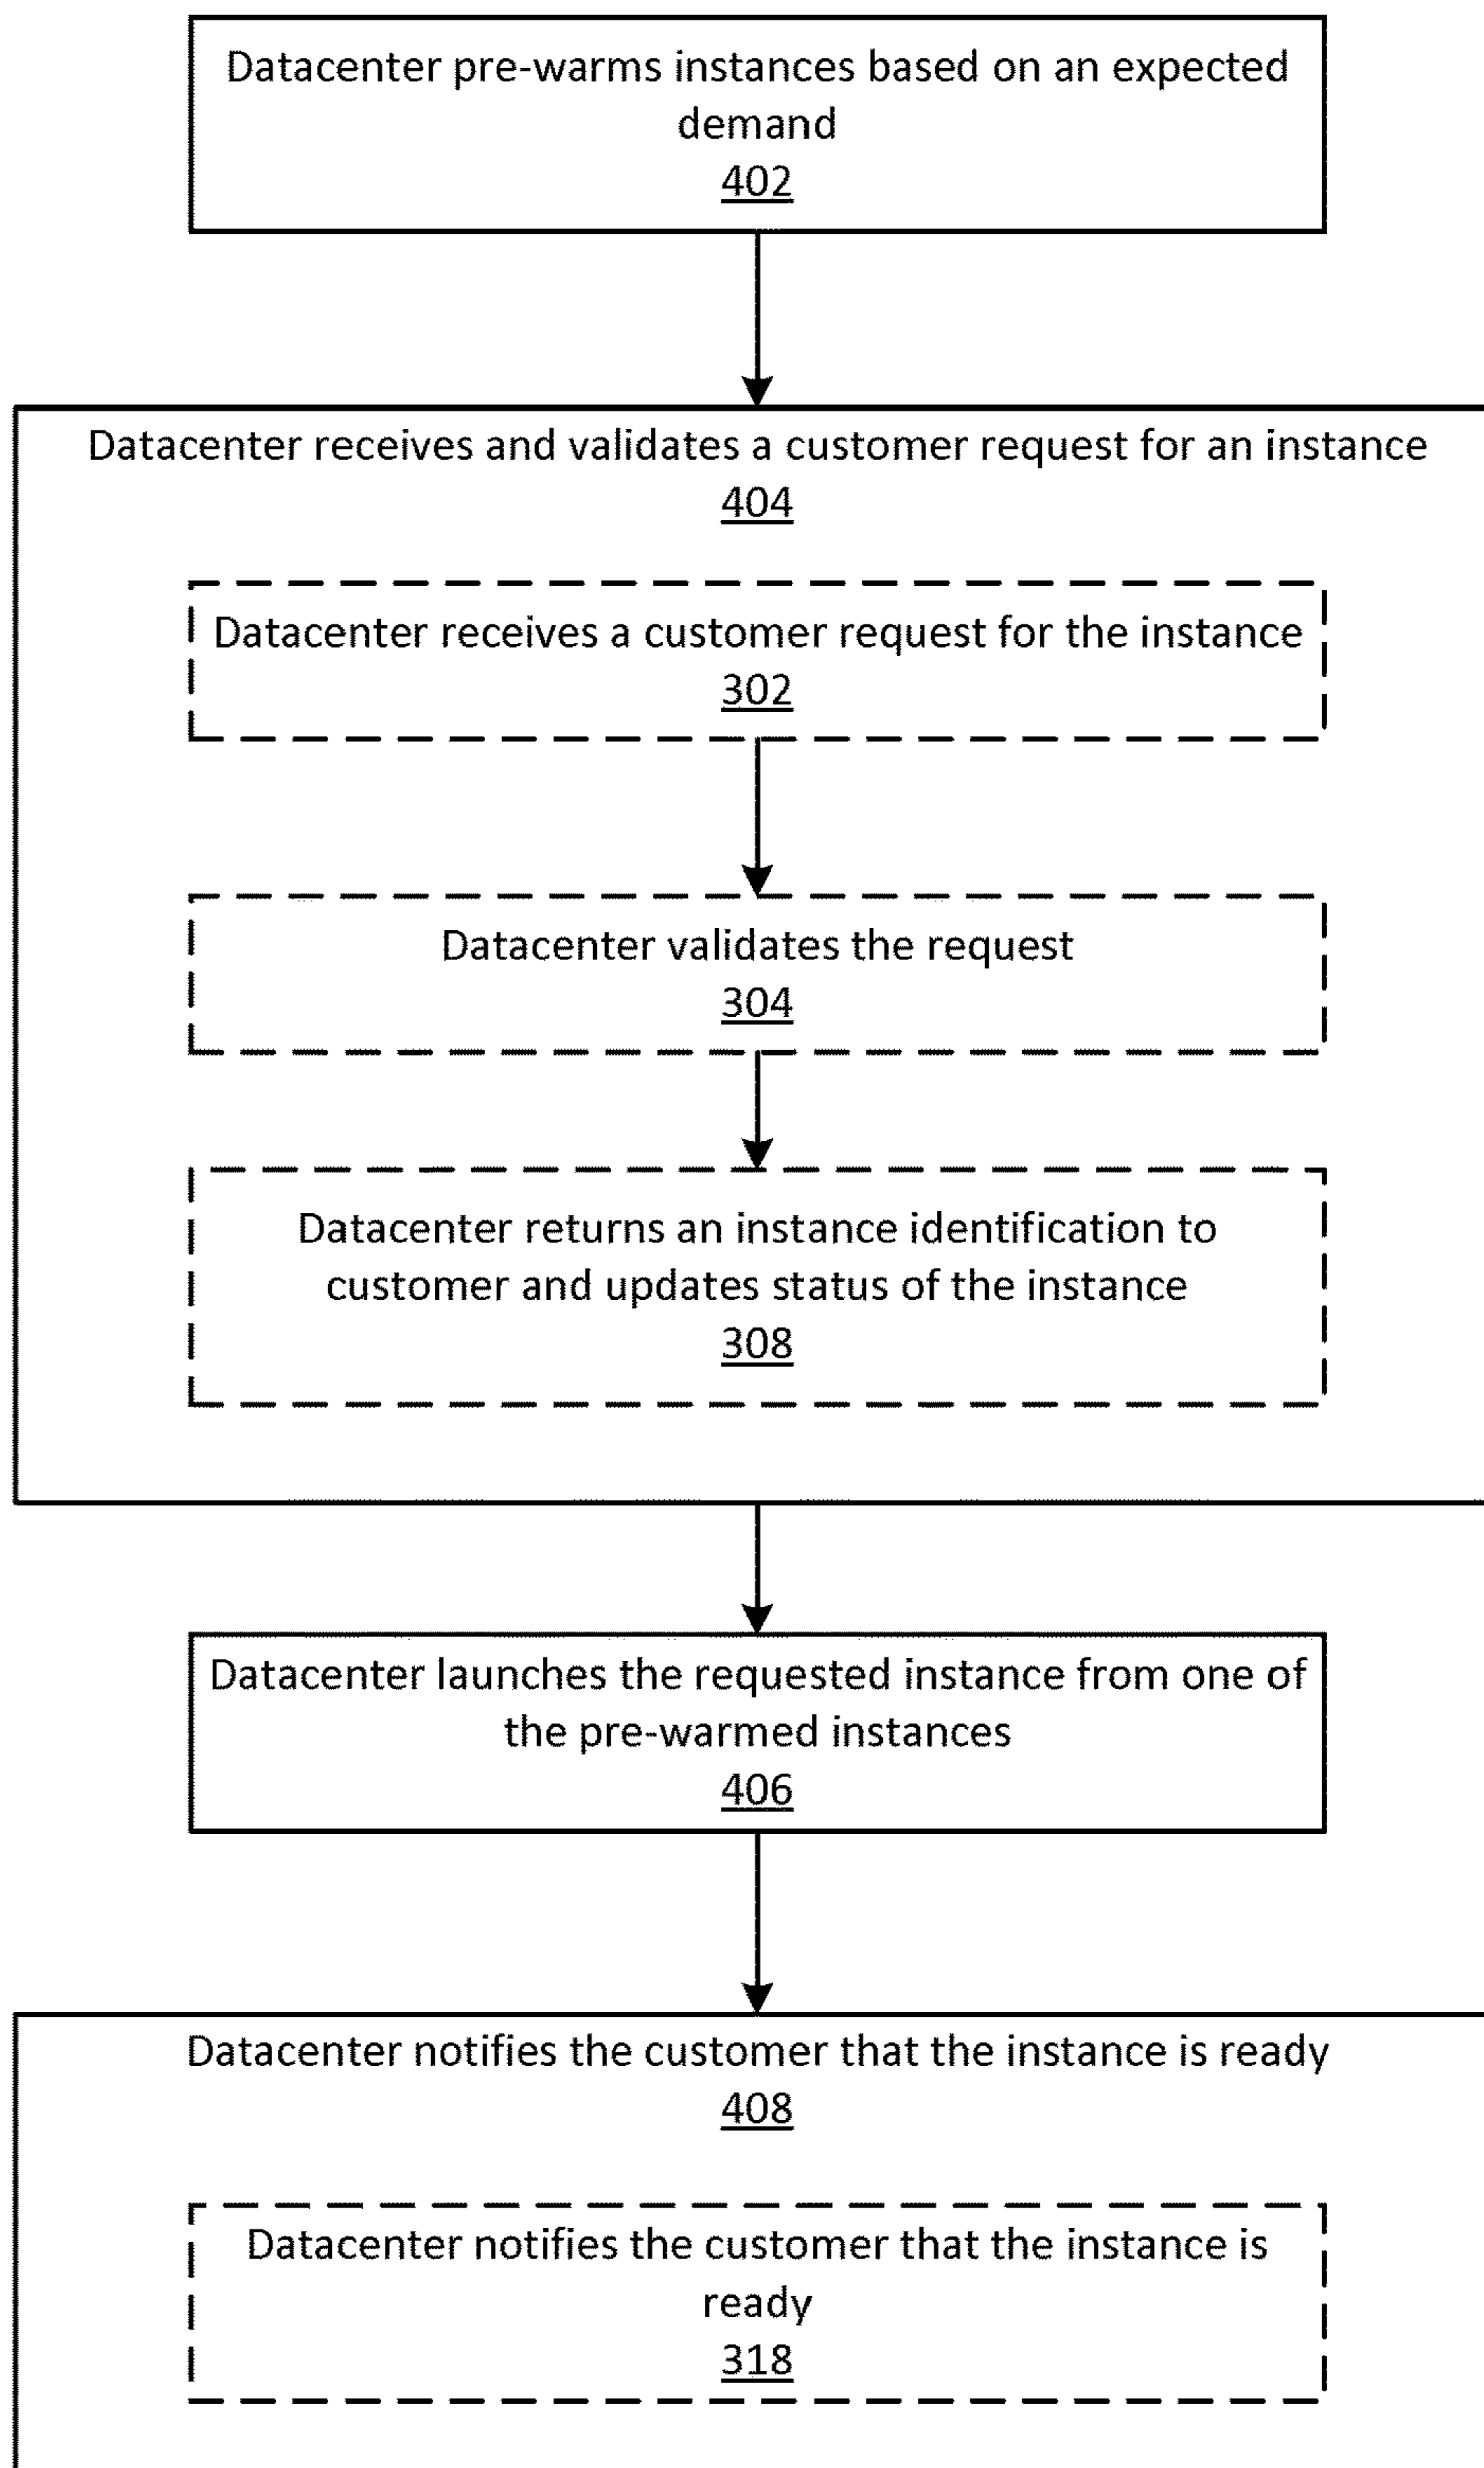 Datacenter pre-warms instances based on an expected
demand
402
Datacenter receives and validates a customer request for an instance
404
Datacenter receives a customer request for the instance
302
Datacenter validates the request
304
Datacenter returns an instance identification to
customer and updates status of the instance
308
Datacenter launches the requested instance from one of
the pre-warmed instances
406
Datacenter notifies the customer that the instance is ready
408
Datacenter notifies the customer that the instance is
ready
318